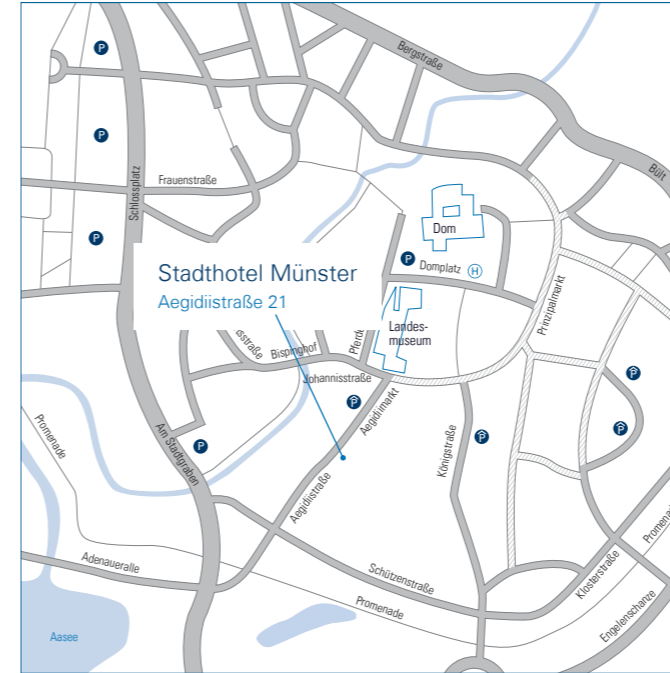 P
Bergstraße
P
Bült
Schlossplatz
Frauenstraße
P
Dom
P
Domplatz
H
Stadthotel Münster
Aegidiistraße 21
Prinzipalmarkt
Landes-
museum
Bispinghof
Johannisstraße
P
P
P
P
Promenade
Am Stadtgraben
P
Aegidiimarkt
Königstraße
Aegidiistraße
Adenauerallee
Schützenstraße
Promenade
Klosterstraße
Engelenschanze
Aasee